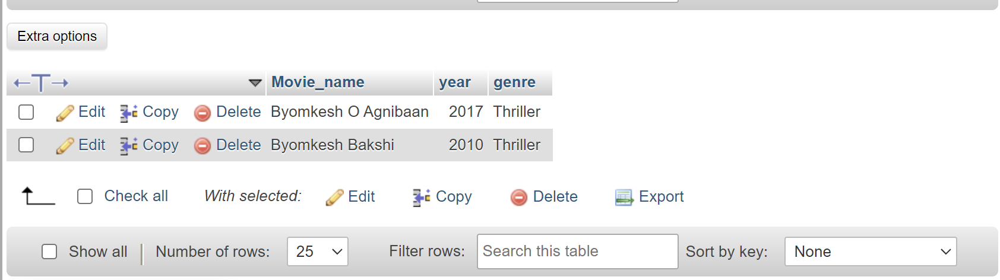 Extra options
Movie_name year genre
Edit Copy Delete Byomkesh O Agnibaan 2017 Thriller
Edit Copy Delete Byomkesh Bakshi 2010 Thriller
Check all With selected: Edit Copy Delete Export
Show all Number of rows: 25 Filter rows: Search this table Sort by key: None